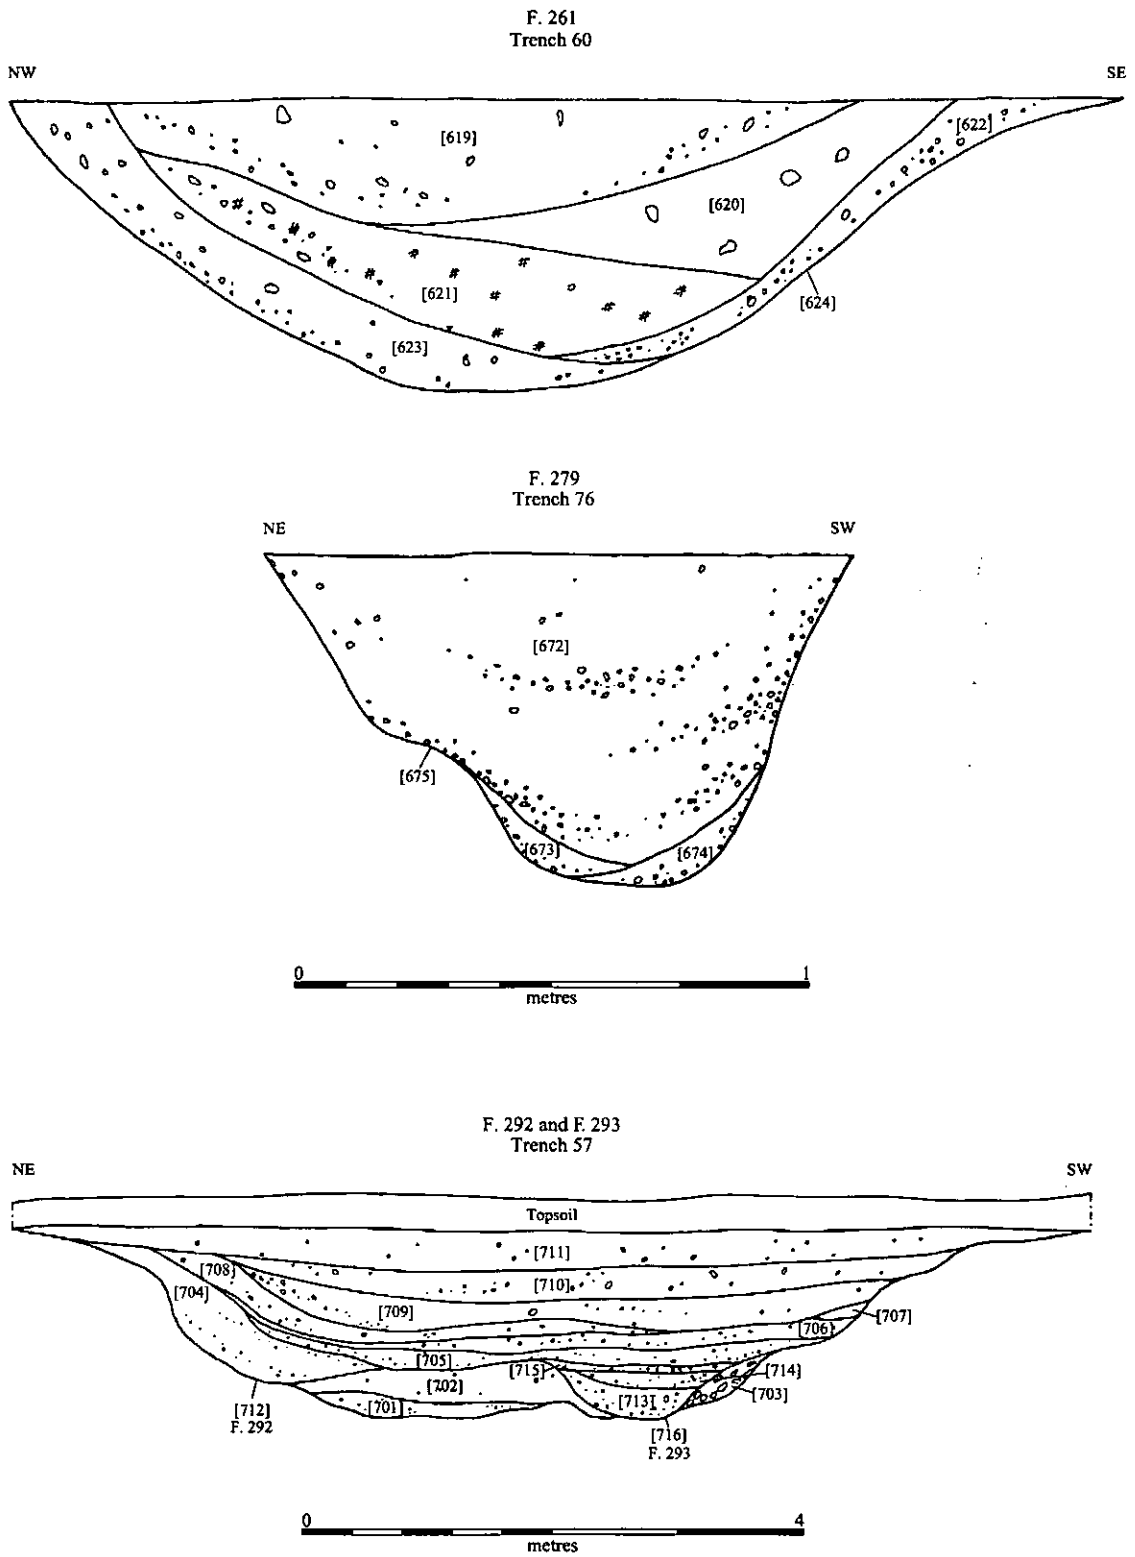 F. 261
Trench 60
NW SE
[619]
[622]
[620]
[621]
[624]
[623]
F. 279
Trench 76
NE SW
[672]
[675]
[673] [674]
0 1
metres
F. 292 and F. 293
Trench 57
NE SW
Topsoil
[711]
[708] [710]
[704]
[709] [707]
[706]
[705]
[715] [714]
[702] [703]
[713]
[701]
[712]
F. 292
[716]
F. 293
0 4
metres